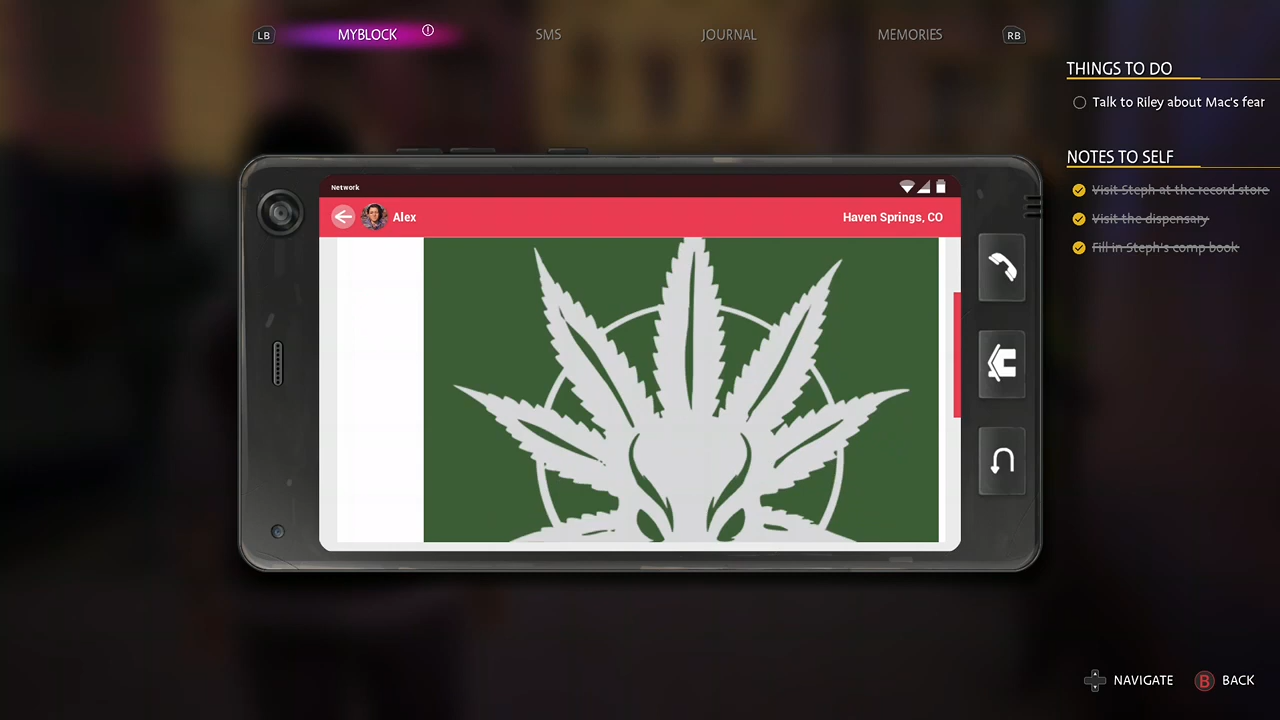 LB
MYBLOCK
SMS
JOURNAL
MEMORIES
RB
THINGS TO DO
Talk to Riley about Mac's fear
NOTES TO SELF
Visit Steph at the record store
Visit the dispensary
Fill in Steph's comp book
Network
Alex
Haven Springs, CO
NAVIGATE
B
BACK